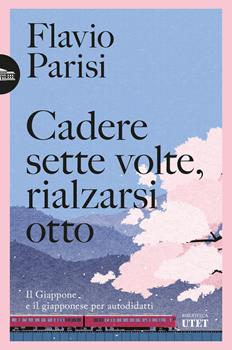 Flavio
Parisi
Cadere
sette volte,
rialzarsi
otto
Il Giappone
e il giapponese per autodidatti
BIBLIOTECA
UTET